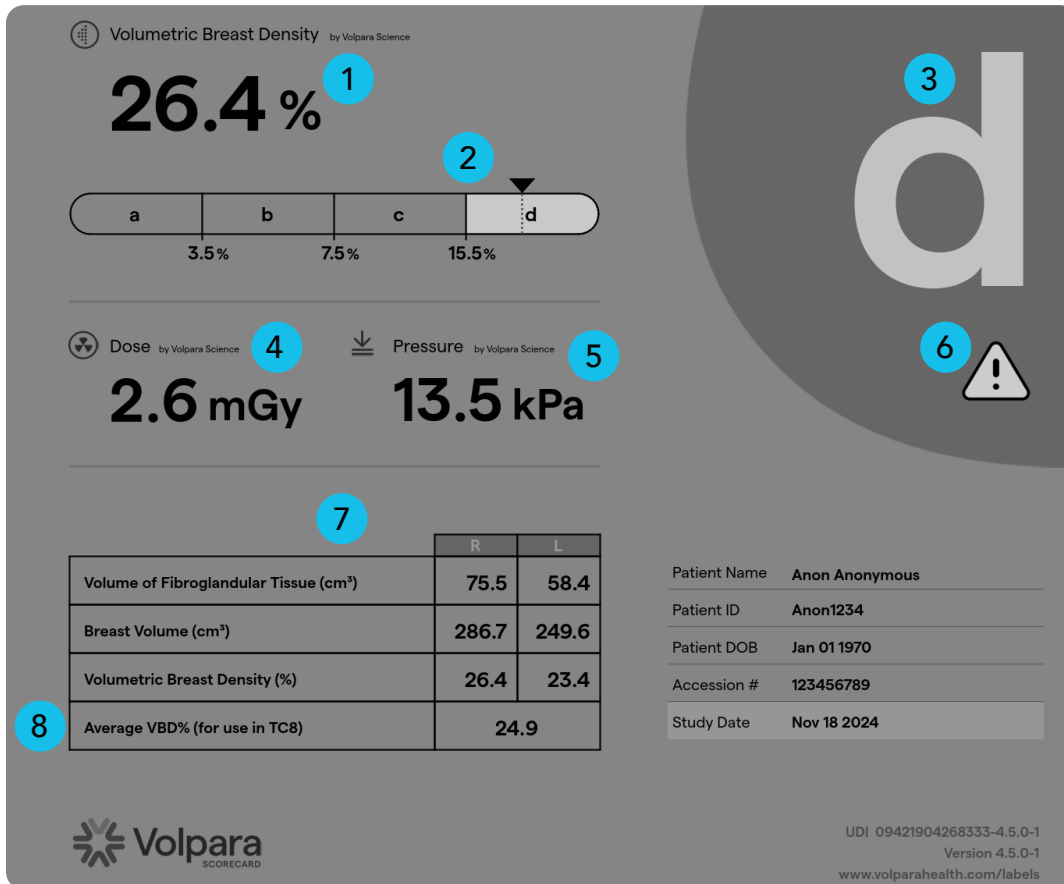 Volumetric Breast Density by Volpara Science
26.4 %
1
2
a b c d
3.5% 7.5% 15.5%
3
d
Dose by Volpara Science
4
2.6 mGy
Pressure by Volpara Science
5
13.5 kPa
6
!
7
R L
Volume of Fibroglandular Tissue (cm³) 75.5 58.4
Breast Volume (cm³) 286.7 249.6
Volumetric Breast Density (%) 26.4 23.4
8
Average VBD% (for use in TC8) 24.9
Patient Name Anon Anonymous
Patient ID Anon1234
Patient DOB Jan 01 1970
Accession # 123456789
Study Date Nov 18 2024
Volpara
SCORECARD
UDI 09421904268333-4.5.0-1
Version 4.5.0-1
www.volparahealth.com/labels